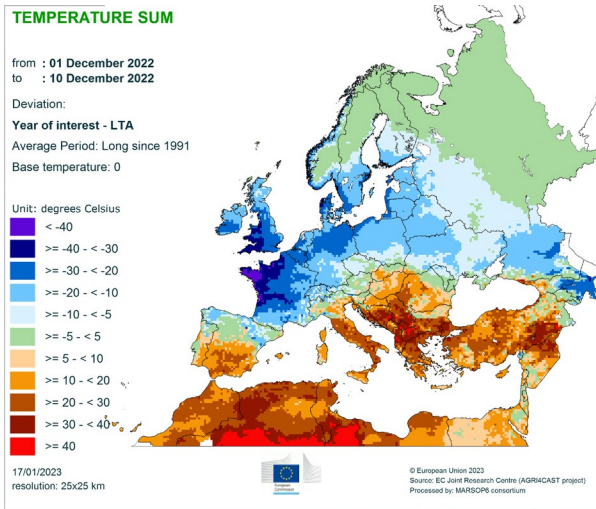 TEMPERATURE SUM
from : 01 December 2022
to : 10 December 2022
Deviation:
Year of interest - LTA
Average Period: Long since 1991
Base temperature: 0
Unit: degrees Celsius
< -40
>= -40 - < -30
>= -30 - < -20
>= -20 - < -10
>= -10 - < -5
>= -5 - < 5
>= 5 - < 10
>= 10 - < 20
>= 20 - < 30
>= 30 - < 40
>= 40
17/01/2023
resolution: 25x25 km
European
Commission
© European Union 2023
Source: EC Joint Research Centre (AGRI4CAST project)
Processed by: MARSOP6 consortium